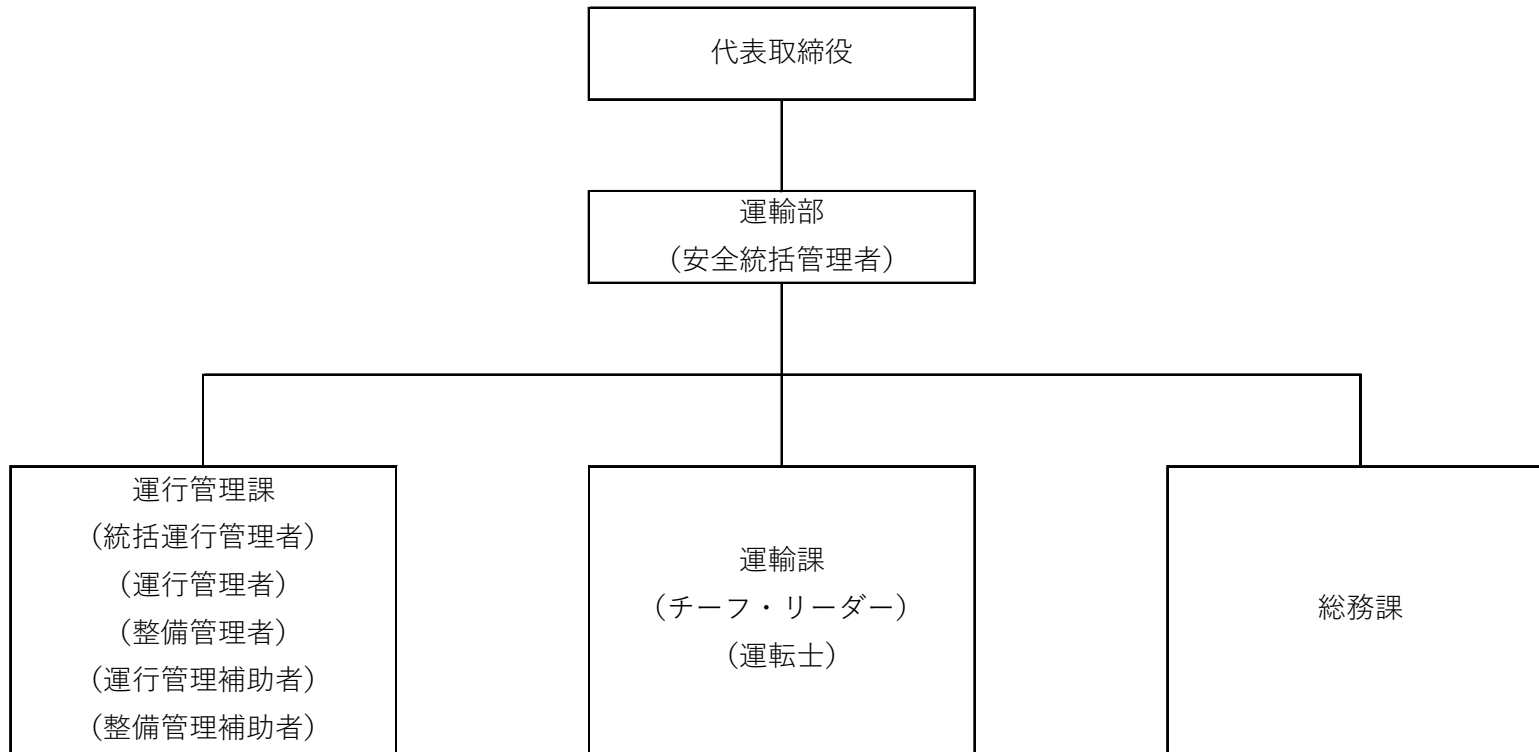 代表取締役
運輸部
（安全統括管理者）
運行管理課
（統括運行管理者）
（運行管理者）
（整備管理者）
（運行管理補助者）
（整備管理補助者）
運輸課
（チーフ・リーダー）
（運転士）
総務課